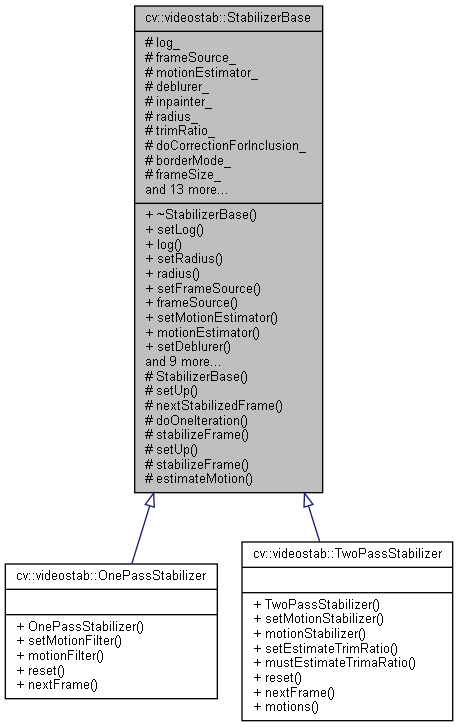 cv::videostab::StabilizerBase
# log_
# frameSource_
# motionEstimator_
# deblurer_
# inpainter_
# radius_
# trimRatio_
# doCorrectionForInclusion_
# borderMode_
# frameSize_
and 13 more...
+ ~StabilizerBase()
+ setLog()
+ log()
+ setRadius()
+ radius()
+ setFrameSource()
+ frameSource()
+ setMotionEstimator()
+ motionEstimator()
+ setDeblurer()
and 9 more...
# StabilizerBase()
# setUp()
# nextStabilizedFrame()
# doOneIteration()
# stabilizeFrame()
# setUp()
# stabilizeFrame()
# estimateMotion()
cv::videostab::OnePassStabilizer
+ OnePassStabilizer()
+ setMotionFilter()
+ motionFilter()
+ reset()
+ nextFrame()
cv::videostab::TwoPassStabilizer
+ TwoPassStabilizer()
+ setMotionStabilizer()
+ motionStabilizer()
+ setEstimateTrimRatio()
+ mustEstimateTrimaRatio()
+ reset()
+ nextFrame()
+ motions()